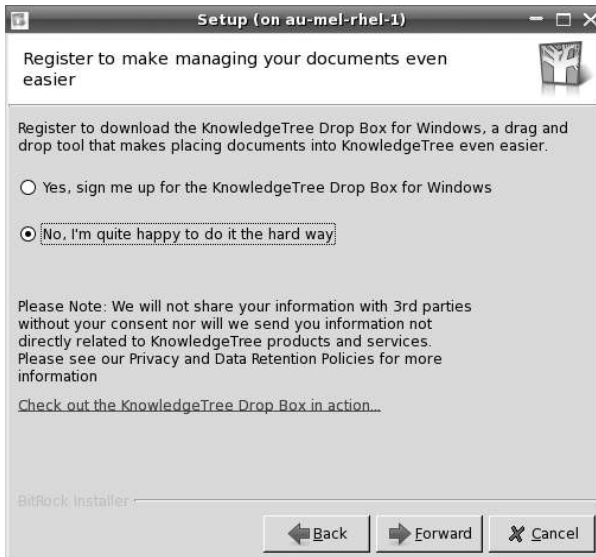 Setup (on au-mel-rhel-1)
Register to make managing your documents even
easier
Register to download the KnowledgeTree Drop Box for Windows, a drag and
drop tool that makes placing documents into KnowledgeTree even easier.
Yes, sign me up for the KnowledgeTree Drop Box for Windows
No, I'm quite happy to do it the hard way
Please Note: We will not share your information with 3rd parties
without your consent nor will we send you information not
directly related to KnowledgeTree products and services.
Please see our Privacy and Data Retention Policies for more
information
Check out the KnowledgeTree Drop Box in action...
BitRock Installer
Back
Forward
Cancel